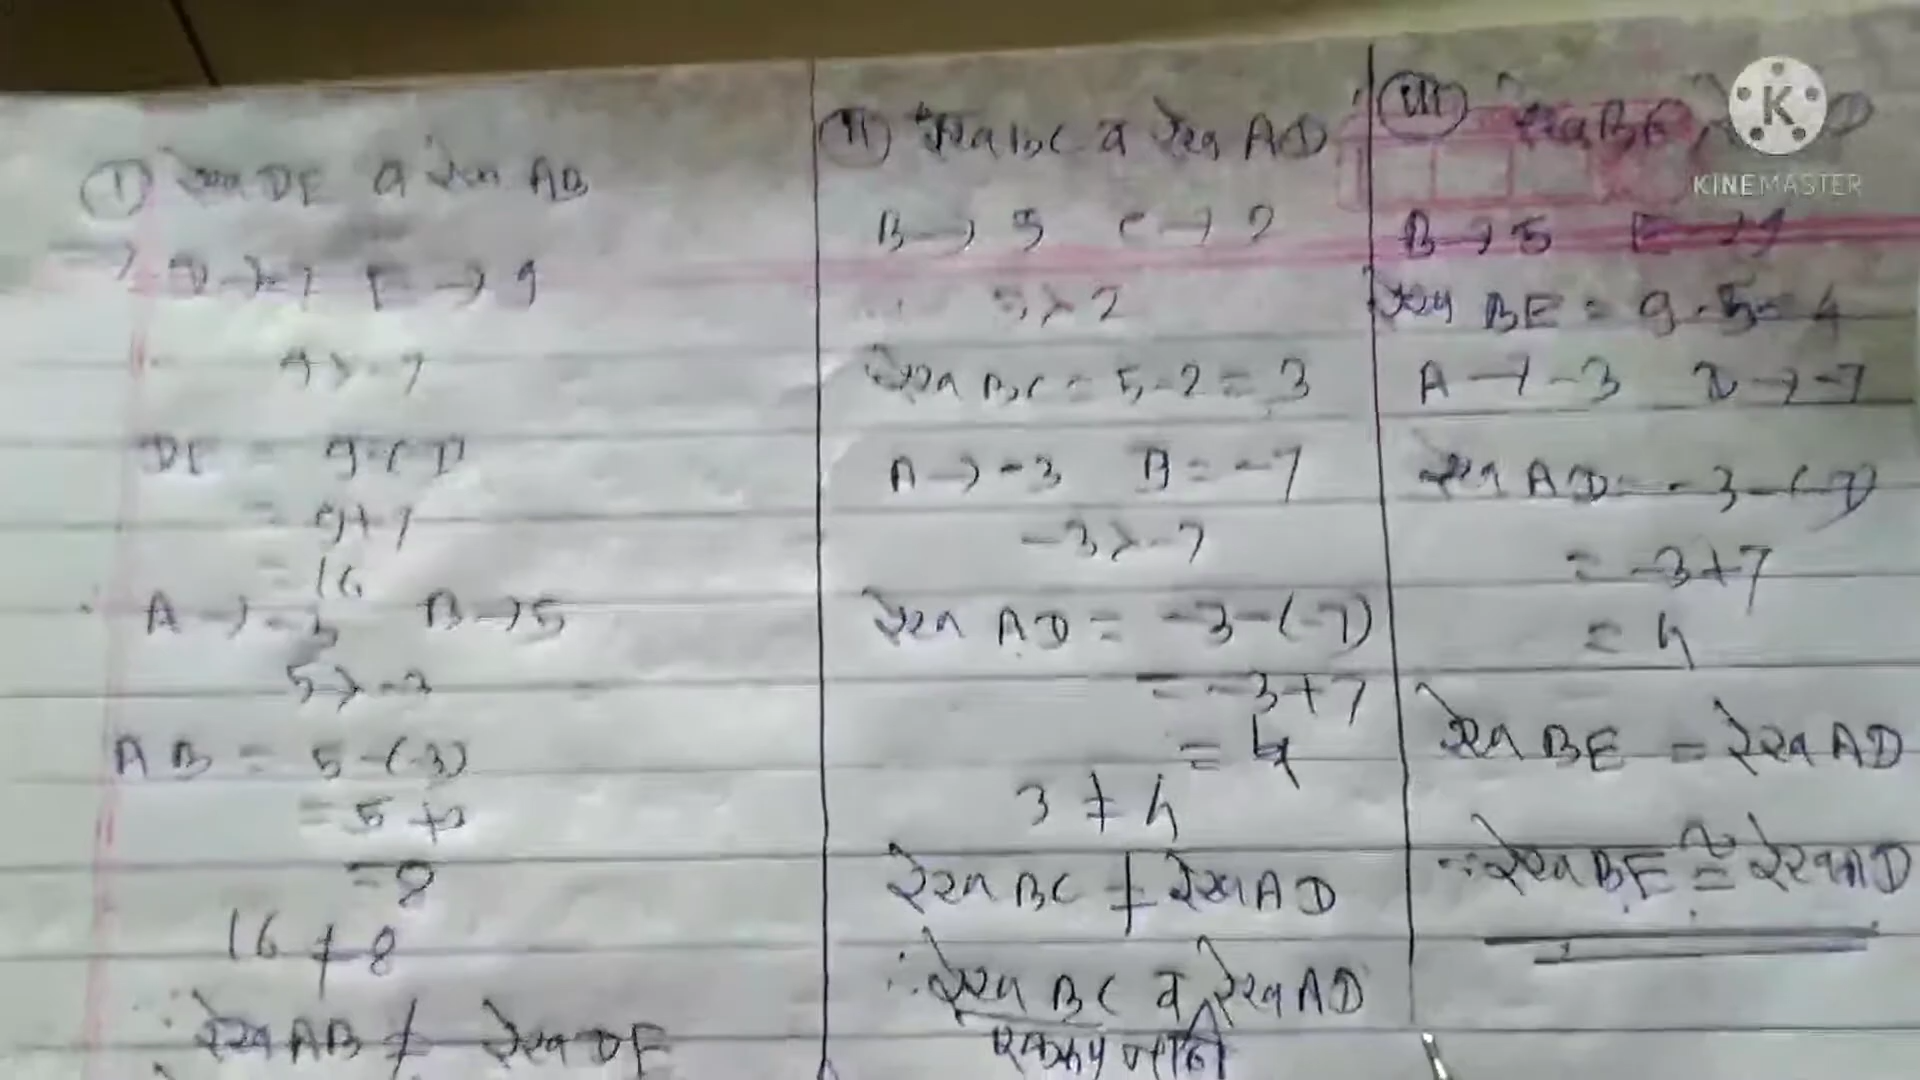 I रेख DE व रेख AB
D → -7 E → 9
9 > -7
DE = 9-(-7)
= 9+7
= 16
A → -3 B → 5
5 > -3
AB = 5-(-3)
= 5+3
= 8
16 ≠ 8
∴ रेख AB ≠ रेख DE
II रेख BC व रेख AD
B → 5 C → 2
5 > 2
रेख BC = 5-2 = 3
A → -3 D = -7
-3 > -7
रेख AD = -3-(-7)
= -3+7
= 4
3 ≠ 4
रेख BC ≠ रेख AD
∴ रेख BC व रेख AD
एकरूप नाही
III रेख BE
B → 5 E → 9
रेख BE = 9-5 = 4
A → -3 D → -7
रेख AD = -3-(-7)
= -3+7
= 4
रेख BE = रेख AD
∴ रेख BE ≅ रेख AD
K
KINEMASTER